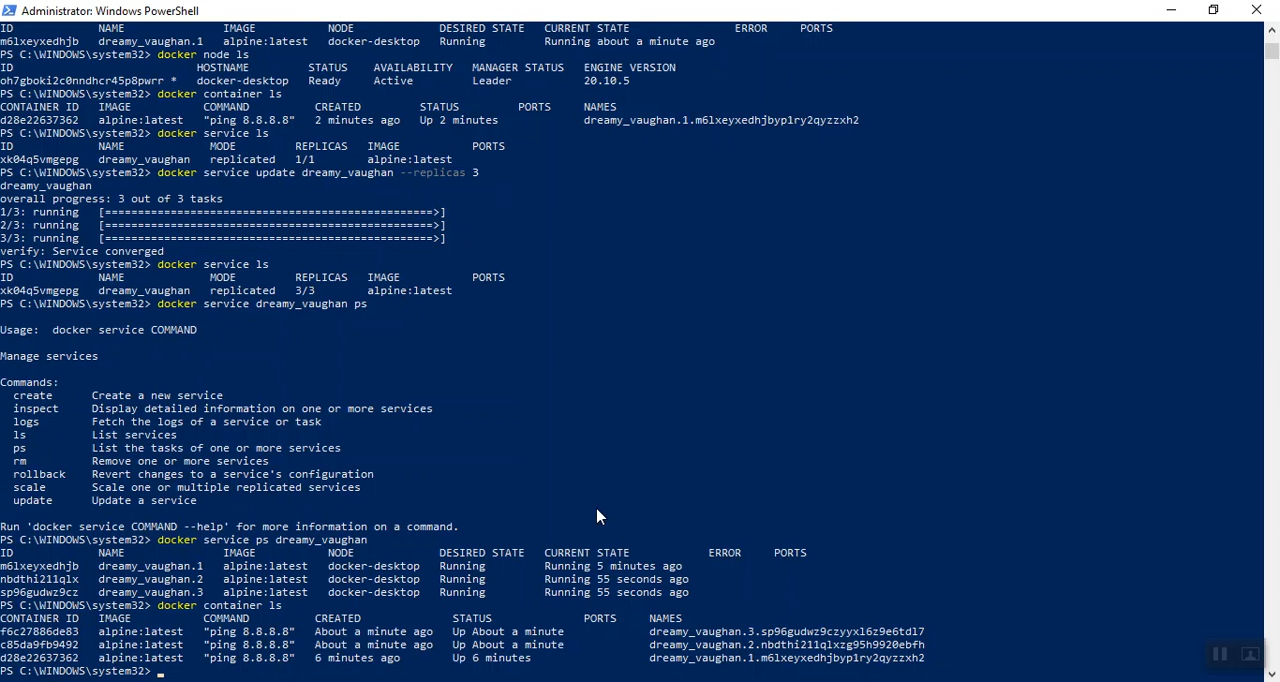 Administrator: Windows PowerShell
ID NAME IMAGE NODE DESIRED STATE CURRENT STATE ERROR PORTS
m6lxeyxedhjb dreamy_vaughan.1 alpine:latest docker-desktop Running Running about a minute ago
PS C:\WINDOWS\system32> docker node ls
ID HOSTNAME STATUS AVAILABILITY MANAGER STATUS ENGINE VERSION
oh7gboki2c0nndhcr45p8pwrr * docker-desktop Ready Active Leader 20.10.5
PS C:\WINDOWS\system32> docker container ls
CONTAINER ID IMAGE COMMAND CREATED STATUS PORTS NAMES
d28e22637362 alpine:latest "ping 8.8.8.8" 2 minutes ago Up 2 minutes dreamy_vaughan.1.m6lxeyxedhjbyp1ry2qyzzxh2
PS C:\WINDOWS\system32> docker service ls
ID NAME MODE REPLICAS IMAGE PORTS
xk04q5vmgepg dreamy_vaughan replicated 1/1 alpine:latest
PS C:\WINDOWS\system32> docker service update dreamy_vaughan --replicas 3
dreamy_vaughan
overall progress: 3 out of 3 tasks
1/3: running [==================================================>]
2/3: running [==================================================>]
3/3: running [==================================================>]
verify: Service converged
PS C:\WINDOWS\system32> docker service ls
ID NAME MODE REPLICAS IMAGE PORTS
xk04q5vmgepg dreamy_vaughan replicated 3/3 alpine:latest
PS C:\WINDOWS\system32> docker service dreamy_vaughan ps
Usage: docker service COMMAND
Manage services
Commands:
create Create a new service
inspect Display detailed information on one or more services
logs Fetch the logs of a service or task
ls List services
ps List the tasks of one or more services
rm Remove one or more services
rollback Revert changes to a service's configuration
scale Scale one or multiple replicated services
update Update a service
Run 'docker service COMMAND --help' for more information on a command.
PS C:\WINDOWS\system32> docker service ps dreamy_vaughan
ID NAME IMAGE NODE DESIRED STATE CURRENT STATE ERROR PORTS
m6lxeyxedhjb dreamy_vaughan.1 alpine:latest docker-desktop Running Running 5 minutes ago
nbdthi211qlx dreamy_vaughan.2 alpine:latest docker-desktop Running Running 55 seconds ago
sp96gudwz9cz dreamy_vaughan.3 alpine:latest docker-desktop Running Running 55 seconds ago
PS C:\WINDOWS\system32> docker container ls
CONTAINER ID IMAGE COMMAND CREATED STATUS PORTS NAMES
f6c27886de83 alpine:latest "ping 8.8.8.8" About a minute ago Up About a minute dreamy_vaughan.3.sp96gudwz9czyyxl6z9e6tdl7
c85da9fb9492 alpine:latest "ping 8.8.8.8" About a minute ago Up About a minute dreamy_vaughan.2.nbdthi211qlxzg95h9920ebfh
d28e22637362 alpine:latest "ping 8.8.8.8" 6 minutes ago Up 6 minutes dreamy_vaughan.1.m6lxeyxedhjbyp1ry2qyzzxh2
PS C:\WINDOWS\system32>